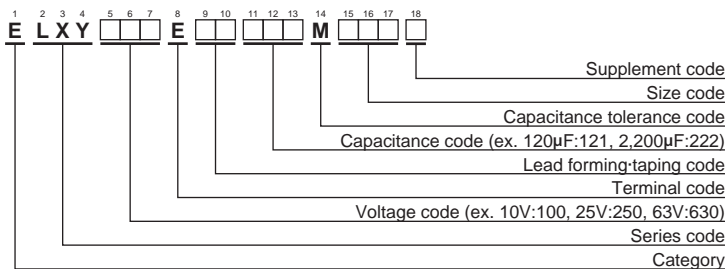 1 2 3 4 5 6 7 8 9 10 11 12 13 14 15 16 17 18
E L X Y E M
Supplement code
Size code
Capacitance tolerance code
Capacitance code (ex. 120µF:121, 2,200µF:222)
Lead forming·taping code
Terminal code
Voltage code (ex. 10V:100, 25V:250, 63V:630)
Series code
Category